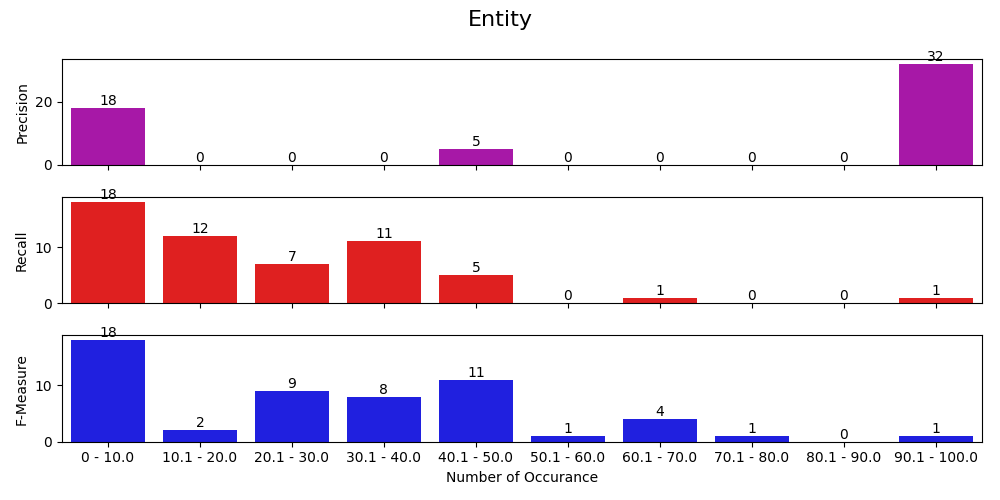 Entity
Precision
20
0
18 0 0 0 5 0 0 0 0 32
Recall
10
0
18 12 7 11 5 0 1 0 0 1
F-Measure
10
0
18 2 9 8 11 1 4 1 0 1
0 - 10.0 10.1 - 20.0 20.1 - 30.0 30.1 - 40.0 40.1 - 50.0 50.1 - 60.0 60.1 - 70.0 70.1 - 80.0 80.1 - 90.0 90.1 - 100.0
Number of Occurance